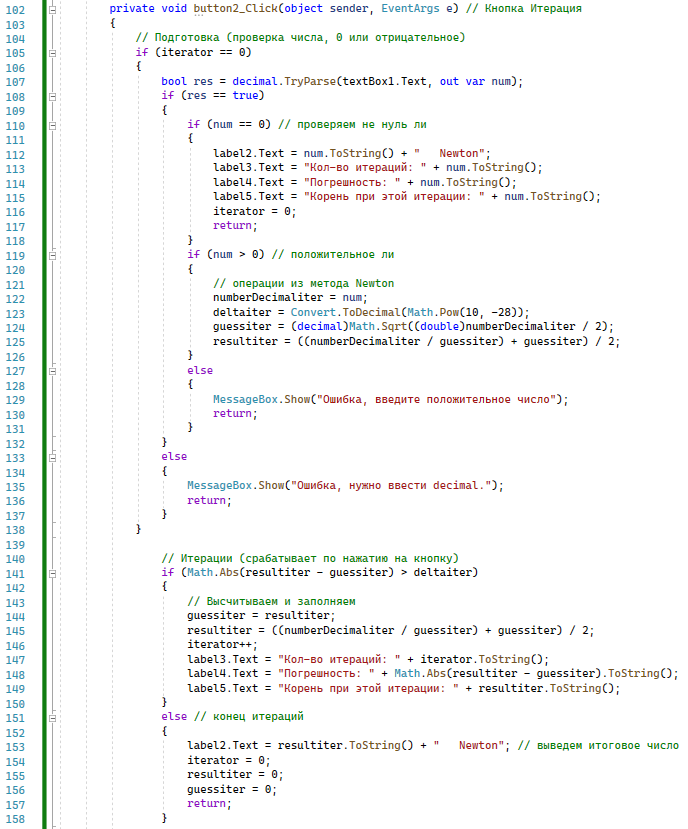 102 private void button2_Click(object sender, EventArgs e) // Кнопка Итерация
103 {
104 // Подготовка (проверка числа, 0 или отрицательное)
105 if (iterator == 0)
106 {
107 bool res = decimal.TryParse(textBox1.Text, out var num);
108 if (res == true)
109 {
110 if (num == 0) // проверяем не нуль ли
111 {
112 label2.Text = num.ToString() + "   Newton";
113 label3.Text = "Кол-во итераций: " + num.ToString();
114 label4.Text = "Погрешность: " + num.ToString();
115 label5.Text = "Корень при этой итерации: " + num.ToString();
116 iterator = 0;
117 return;
118 }
119 if (num > 0) // положительное ли
120 {
121 // операции из метода Newton
122 numberDecimaliter = num;
123 deltaiter = Convert.ToDecimal(Math.Pow(10, -28));
124 guessiter = (decimal)Math.Sqrt((double)numberDecimaliter / 2);
125 resultiter = ((numberDecimaliter / guessiter) + guessiter) / 2;
126 }
127 else
128 {
129 MessageBox.Show("Ошибка, введите положительное число");
130 return;
131 }
132 }
133 else
134 {
135 MessageBox.Show("Ошибка, нужно ввести decimal.");
136 return;
137 }
138 }
139
140 // Итерации (срабатывает по нажатию на кнопку)
141 if (Math.Abs(resultiter - guessiter) > deltaiter)
142 {
143 // Высчитываем и заполняем
144 guessiter = resultiter;
145 resultiter = ((numberDecimaliter / guessiter) + guessiter) / 2;
146 iterator++;
147 label3.Text = "Кол-во итераций: " + iterator.ToString();
148 label4.Text = "Погрешность: " + Math.Abs(resultiter - guessiter).ToString();
149 label5.Text = "Корень при этой итерации: " + resultiter.ToString();
150 }
151 else // конец итераций
152 {
153 label2.Text = resultiter.ToString() + "   Newton"; // выведем итоговое число
154 iterator = 0;
155 resultiter = 0;
156 guessiter = 0;
157 return;
158 }